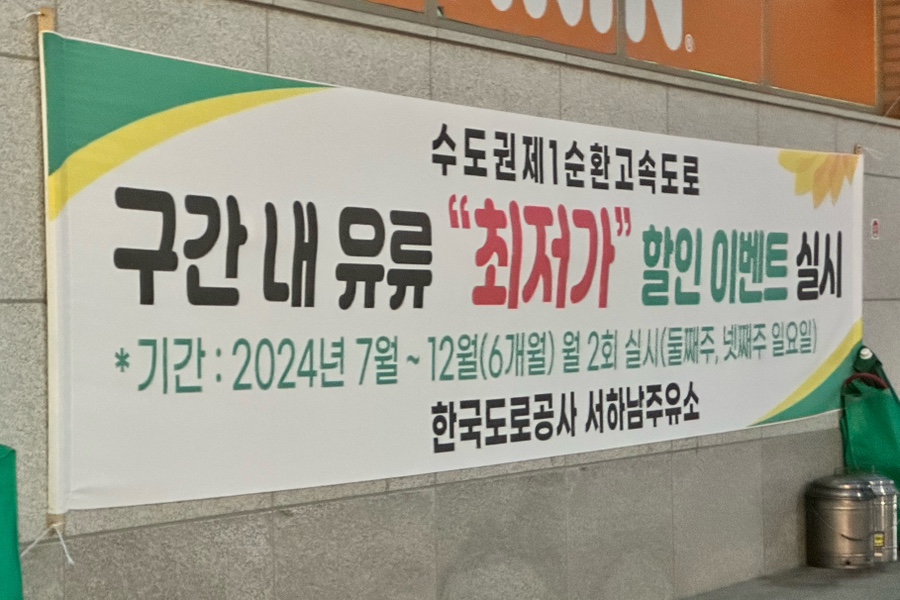 수도권제1순환고속도로
구간 내 유류 “최저가” 할인 이벤트 실시
*기간 : 2024년 7월 ~ 12월(6개월) 월 2회 실시(둘째주, 넷째주 일요일)
한국도로공사 서하남주유소